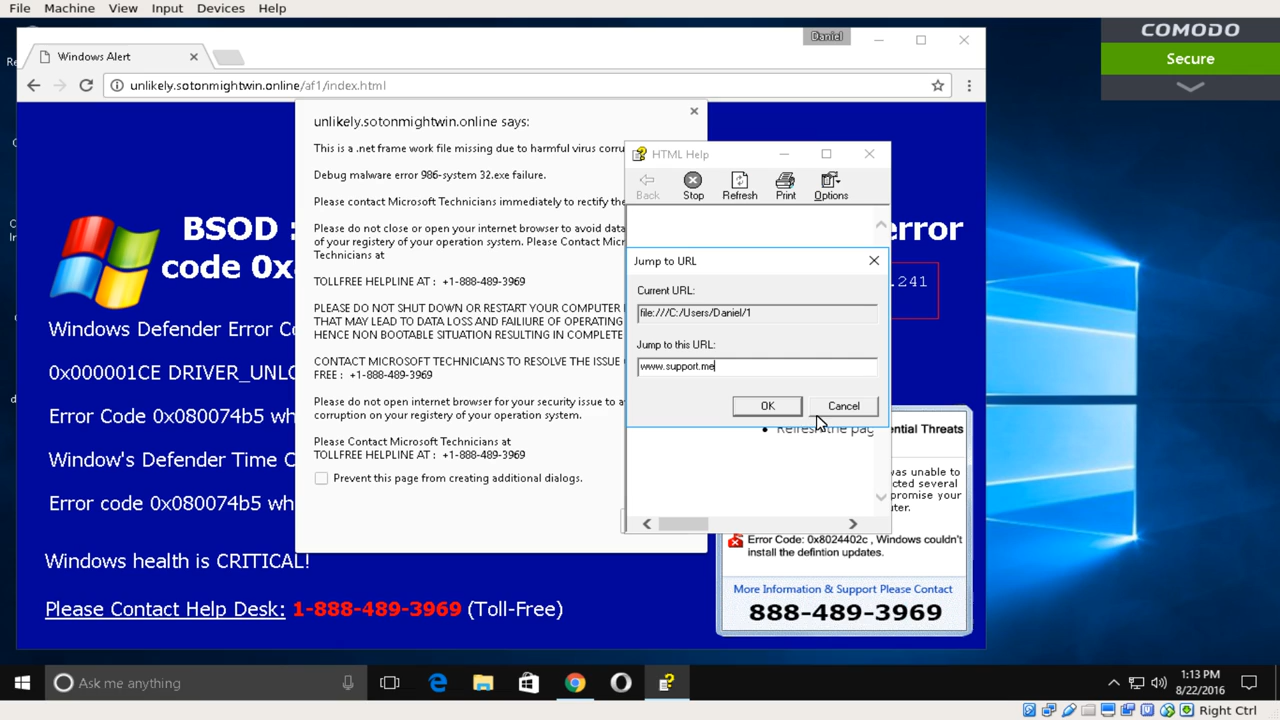 File Machine View Input Devices Help
COMODO
Secure
Daniel
Windows Alert
unlikely.sotonmightwin.online/af1/index.html
unlikely.sotonmightwin.online says:
This is a .net frame work file missing due to harmful virus
Debug malware error 986-system 32.exe failure.
Please contact Microsoft Technicians immediately to rectify the
Please do not close or open your internet browser to avoid
of your registery of your operation system. Please Contact
Technicians at
TOLLFREE HELPLINE AT : +1-888-489-3969
PLEASE DO NOT SHUT DOWN OR RESTART YOUR COMPUTER
THAT MAY LEAD TO DATA LOSS AND FAILIURE OF OPERATING
HENCE NON BOOTABLE SITUATION RESULTING IN COMPLETE
CONTACT MICROSOFT TECHNICIANS TO RESOLVE THE ISSUE
FREE : +1-888-489-3969
Please do not open internet browser for your security issue to
corruption on your registery of your operation system.
Please Contact Microsoft Technicians at
TOLLFREE HELPLINE AT : +1-888-489-3969
Prevent this page from creating additional dialogs.
HTML Help
Back Stop Refresh Print Options
Jump to URL
Current URL:
file:///C:/Users/Daniel/1
Jump to this URL:
www.support.me
OK Cancel
Refresh the pag
BSOD : error
code 0x
.241
Windows Defender Error
0x000001CE
Error Code 0x080074b5
Window's Defender Time
Error code 0x080074b5
Windows health is CRITICAL!
Please Contact Help Desk: 1-888-489-3969 (Toll-Free)
ential Threats
was unable to
cted several
promise your
uter.
Error Code: 0x8024402c , Windows couldn't
install the defintion updates.
More Information & Support Please Contact
888-489-3969
Ask me anything
1:13 PM
8/22/2016
Right Ctrl